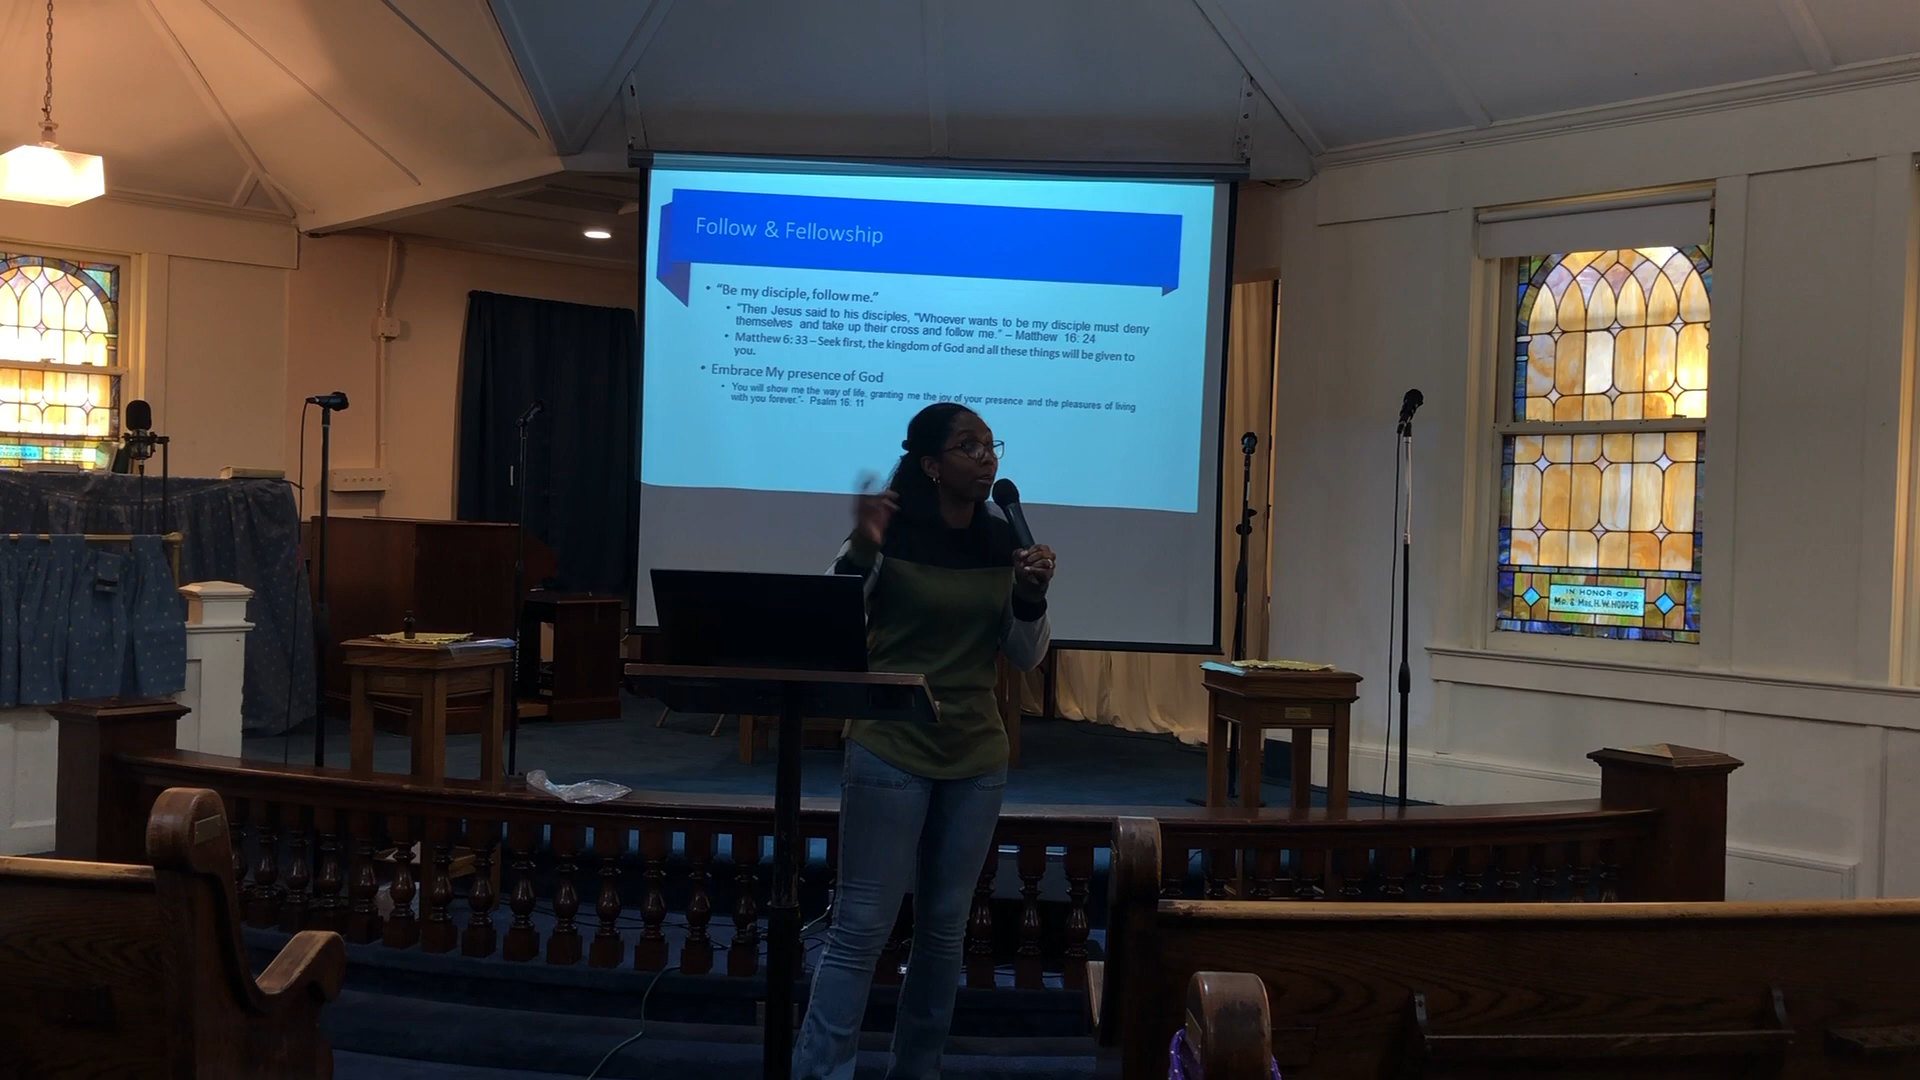 Follow & Fellowship
• "Be my disciple, follow me."
• "Then Jesus said to his disciples, "Whoever wants to be my disciple must deny
themselves and take up their cross and follow me." – Matthew 16: 24
• Matthew 6: 33 – Seek first, the kingdom of God and all these things will be given to
you.
• Embrace My presence of God
• You will show me the way of life, granting me the joy of your presence and the pleasures of living
with you forever."- Psalm 16: 11
IN HONOR OF
MR. & MRS. H. W. HOPPER